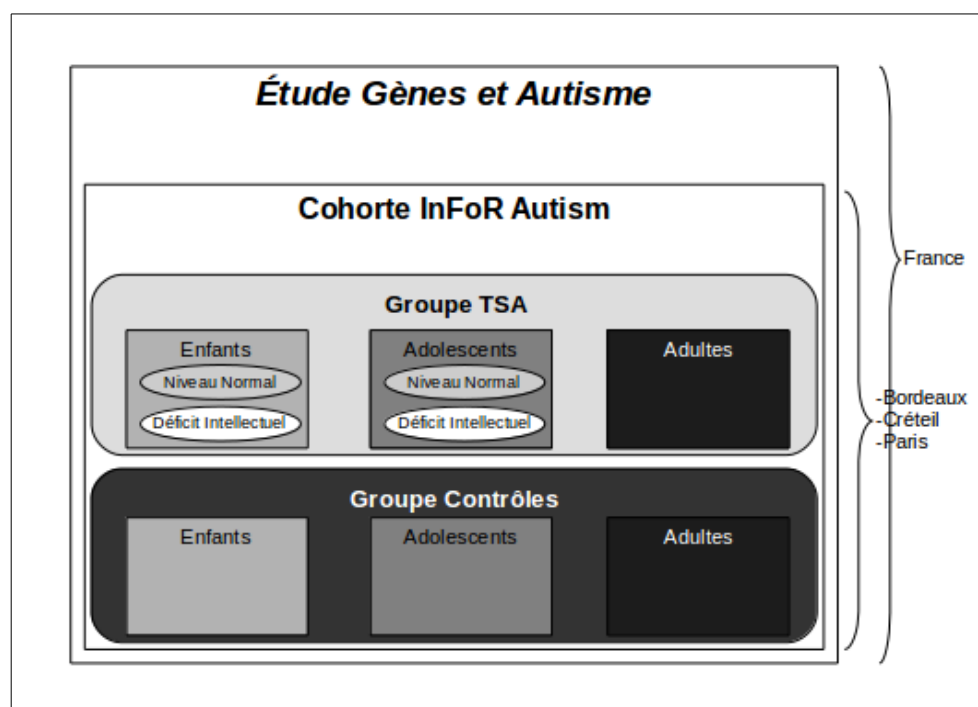 Étude Gènes et Autisme
Cohorte InFoR Autism
France
Groupe TSA
Enfants
Adolescents
Adultes
Niveau Normal
Niveau Normal
Déficit Intellectuel
Déficit Intellectuel
-Bordeaux
-Créteil
-Paris
Groupe Contrôles
Enfants
Adolescents
Adultes